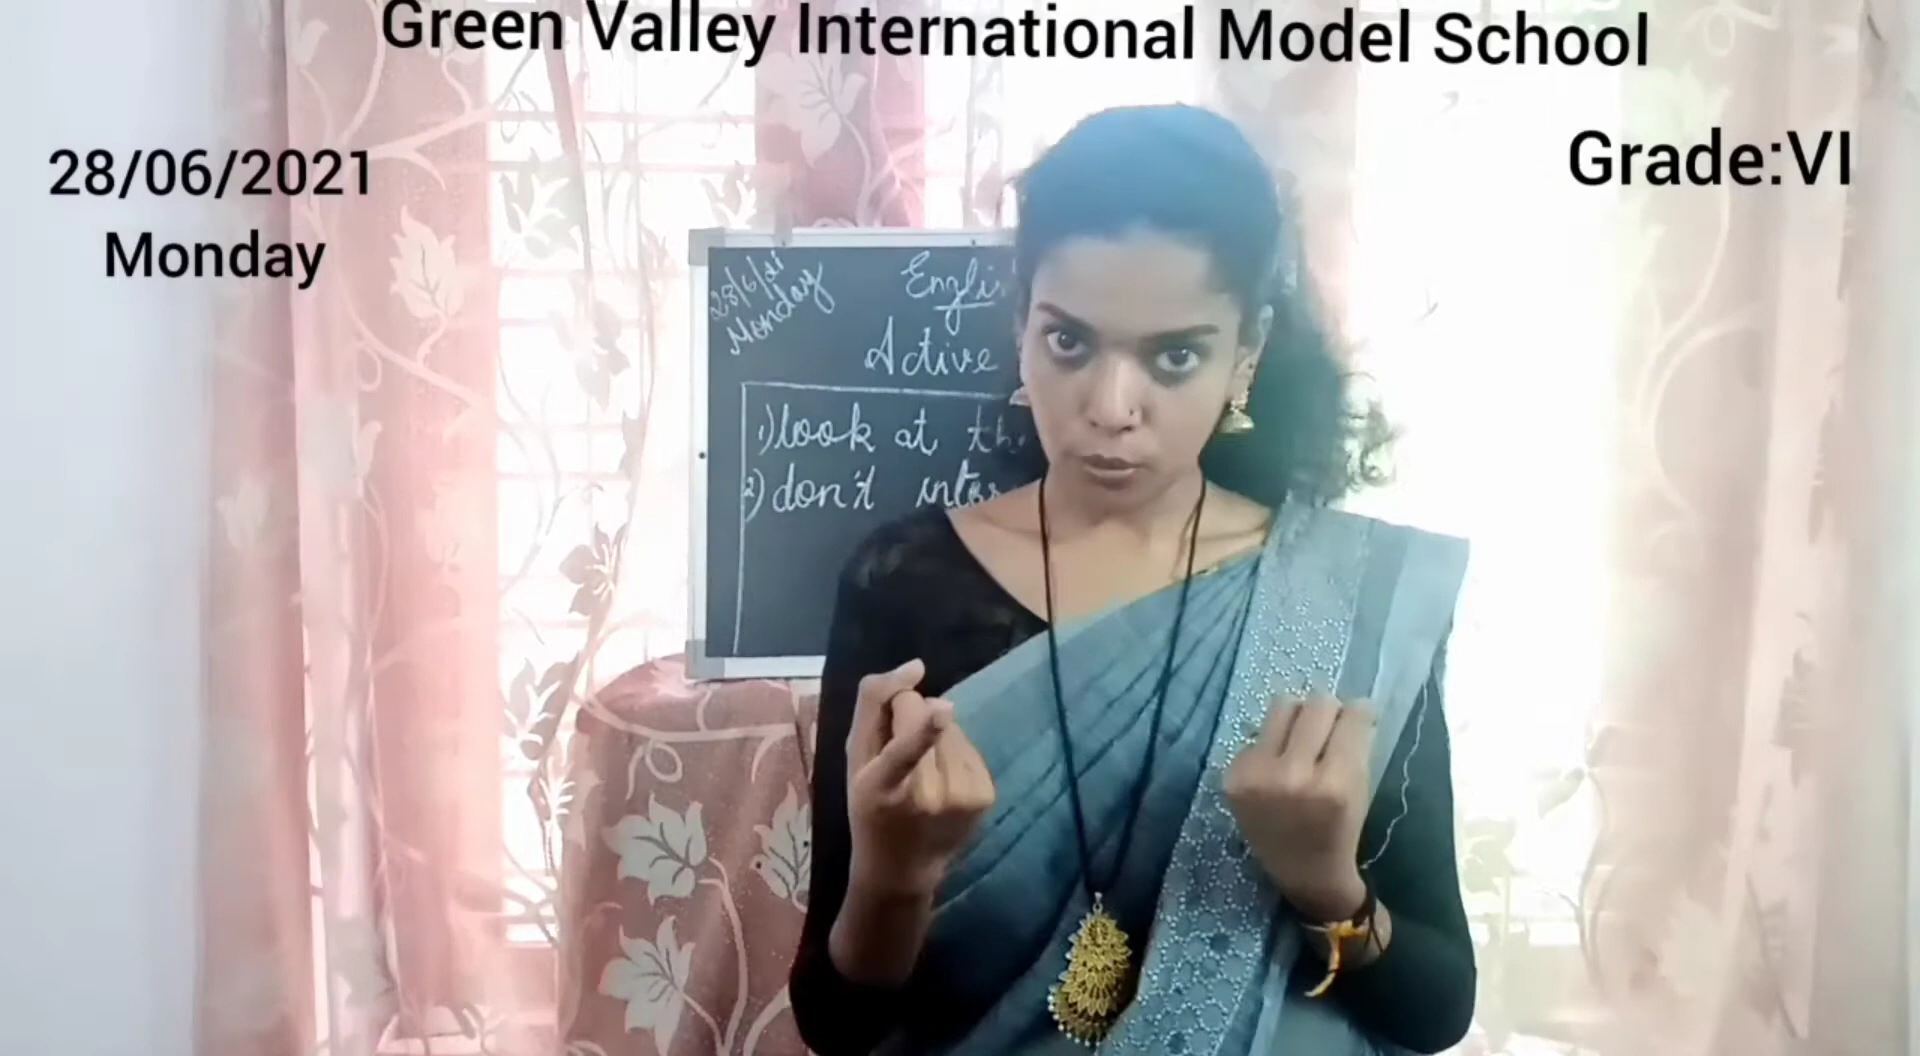 Green Valley International Model School
28/06/2021
Monday
Grade:VI
28/6/21
Monday
Active
1) look at
2) don't